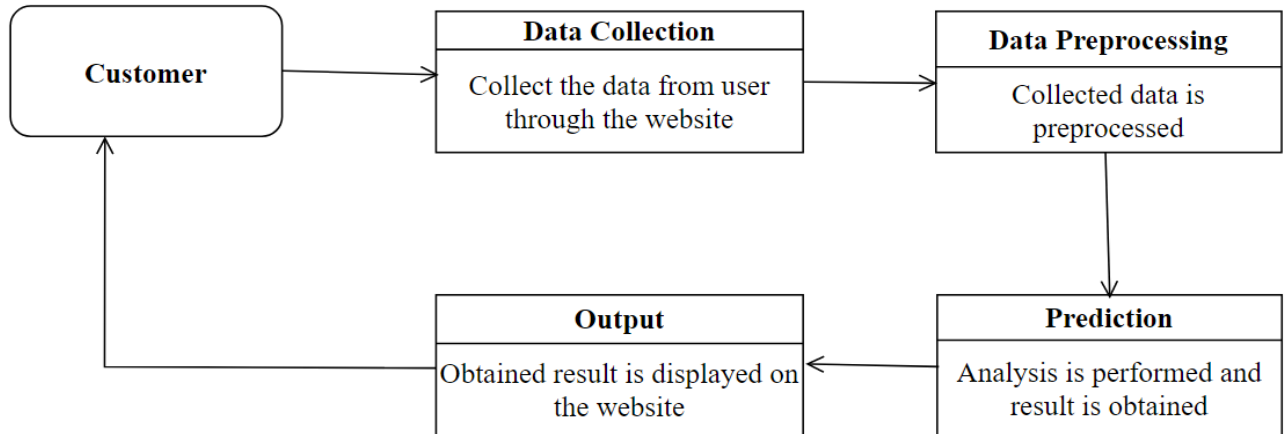 Customer
Data Collection
Collect the data from user
through the website
Data Preprocessing
Collected data is
preprocessed
Prediction
Analysis is performed and
result is obtained
Output
Obtained result is displayed on
the website